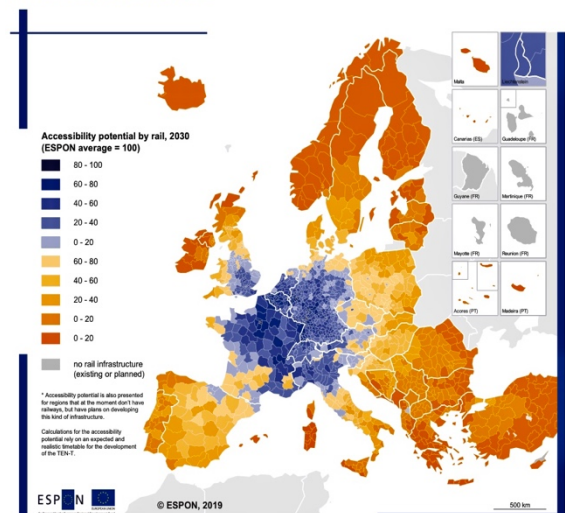 Accessibility potential by rail, 2030
(ESPON average = 100)
80 - 100
60 - 80
40 - 60
20 - 40
0 - 20
60 - 80
40 - 60
20 - 40
0 - 20
0 - 20
no rail infrastructure
(existing or planned)
* Accessibility potential is also presented
for regions that at the moment don't have
railways, but have plans on developing
this kind of infrastructure.
Calculations for the accessibility
potential rely on an expected and
realistic timetable for the development
of the TEN-T.
Malta
Liechtenstein
Canarias (ES)
Guadeloupe (FR)
Guyane (FR)
Martinique (FR)
Mayotte (FR)
Reunion (FR)
Acores (PT)
Madeira (PT)
ESPON
© ESPON, 2019
500 km